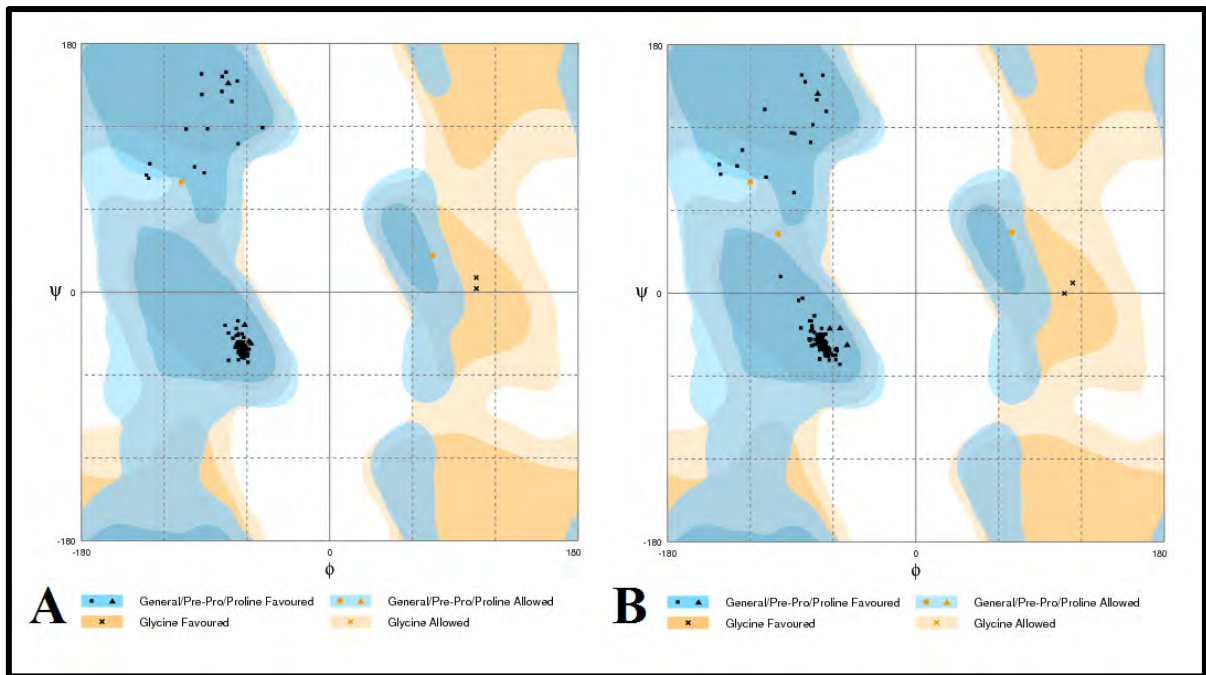 180
ψ
0
-180
-180
0
180
ϕ
A
General/Pre-Pro/Proline Favoured
General/Pre-Pro/Proline Allowed
Glycine Favoured
Glycine Allowed
180
ψ
0
-180
-180
0
180
ϕ
B
General/Pre-Pro/Proline Favoured
General/Pre-Pro/Proline Allowed
Glycine Favoured
Glycine Allowed